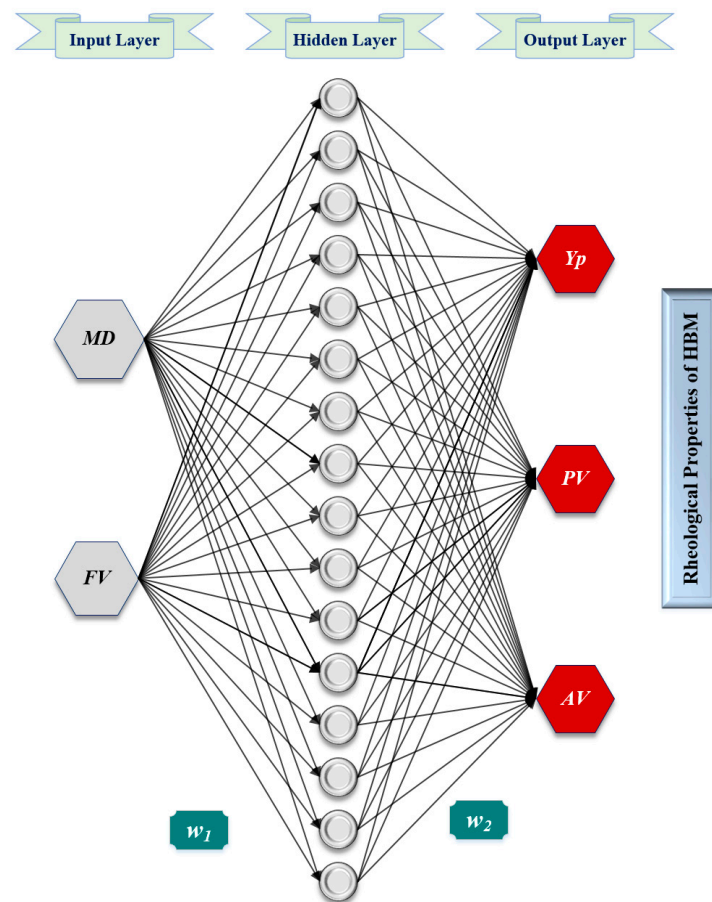 Input Layer
Hidden Layer
Output Layer
Yp
MD
PV
FV
AV
w1
w2
Rheological Properties of HBM